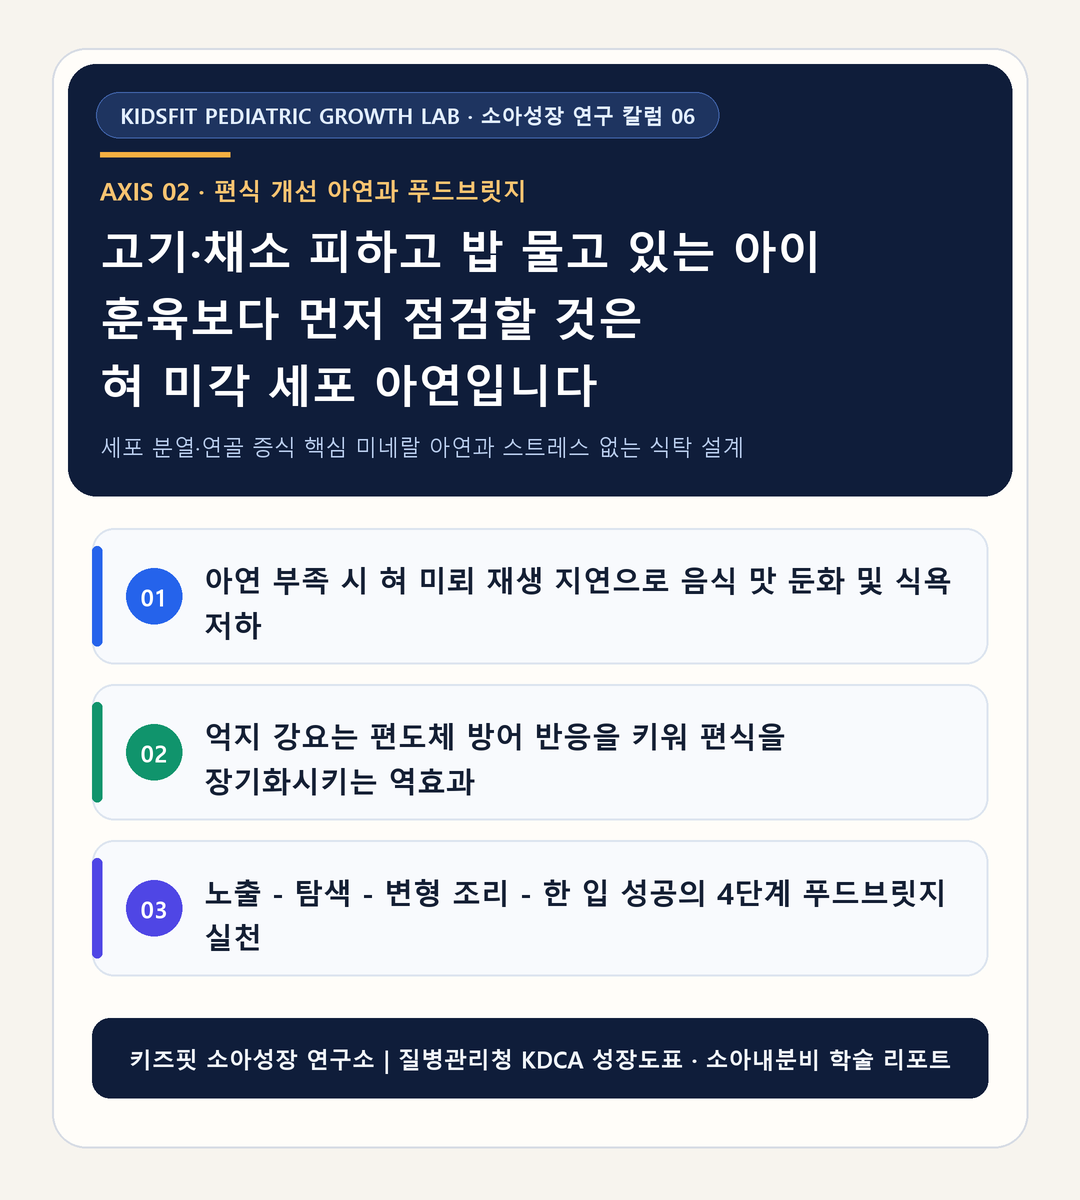 KIDSFIT PEDIATRIC GROWTH LAB · 소아성장 연구 칼럼 06
AXIS 02 · 편식 개선 아연과 푸드브릿지
고기·채소 피하고 밥 물고 있는 아이
훈육보다 먼저 점검할 것은
혀 미각 세포 아연입니다
세포 분열·연골 증식 핵심 미네랄 아연과 스트레스 없는 식탁 설계
01
아연 부족 시 혀 미뢰 재생 지연으로 음식 맛 둔화 및 식욕
저하
02
억지 강요는 편도체 방어 반응을 키워 편식을
장기화시키는 역효과
03
노출 - 탐색 - 변형 조리 - 한 입 성공의 4단계 푸드브릿지
실천
키즈핏 소아성장 연구소 | 질병관리청 KDCA 성장도표 · 소아내분비 학술 리포트